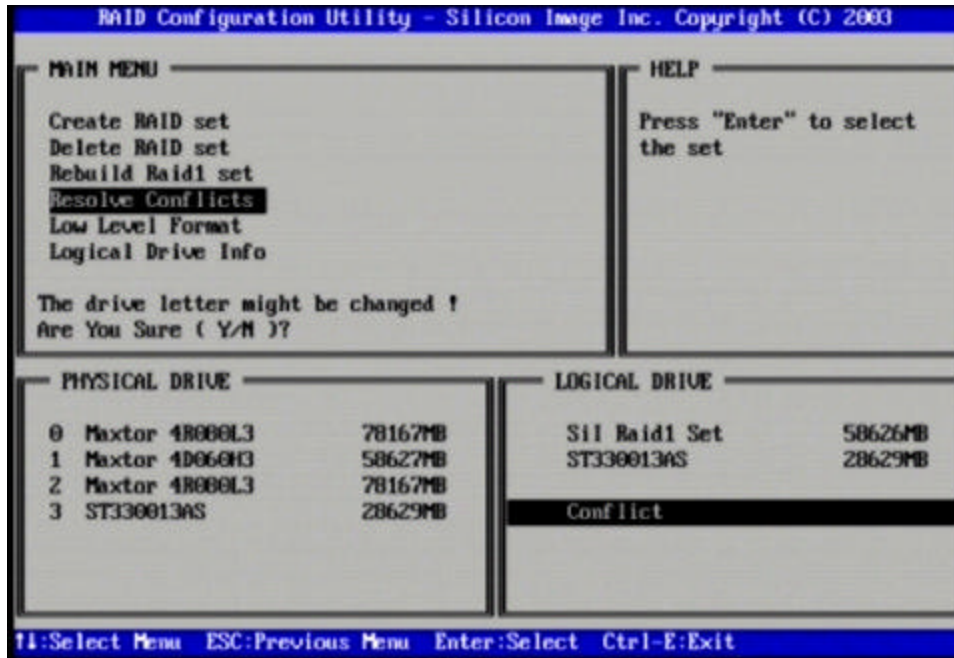 RAID Configuration Utility - Silicon Image Inc. Copyright (C) 2003
MAIN MENU
Create RAID set
Delete RAID set
Rebuild Raid1 set
Resolve Conflicts
Low Level Format
Logical Drive Info
The drive letter might be changed !
Are You Sure ( Y/N )?
HELP
Press "Enter" to select
the set
PHYSICAL DRIVE
0 Maxtor 4R080L3 78167MB
1 Maxtor 4D060H3 58627MB
2 Maxtor 4R080L3 78167MB
3 ST330013AS 28629MB
LOGICAL DRIVE
Sil Raid1 Set 58626MB
ST330013AS 28629MB
Conflict
↑↓:Select Menu ESC:Previous Menu Enter:Select Ctrl-E:Exit